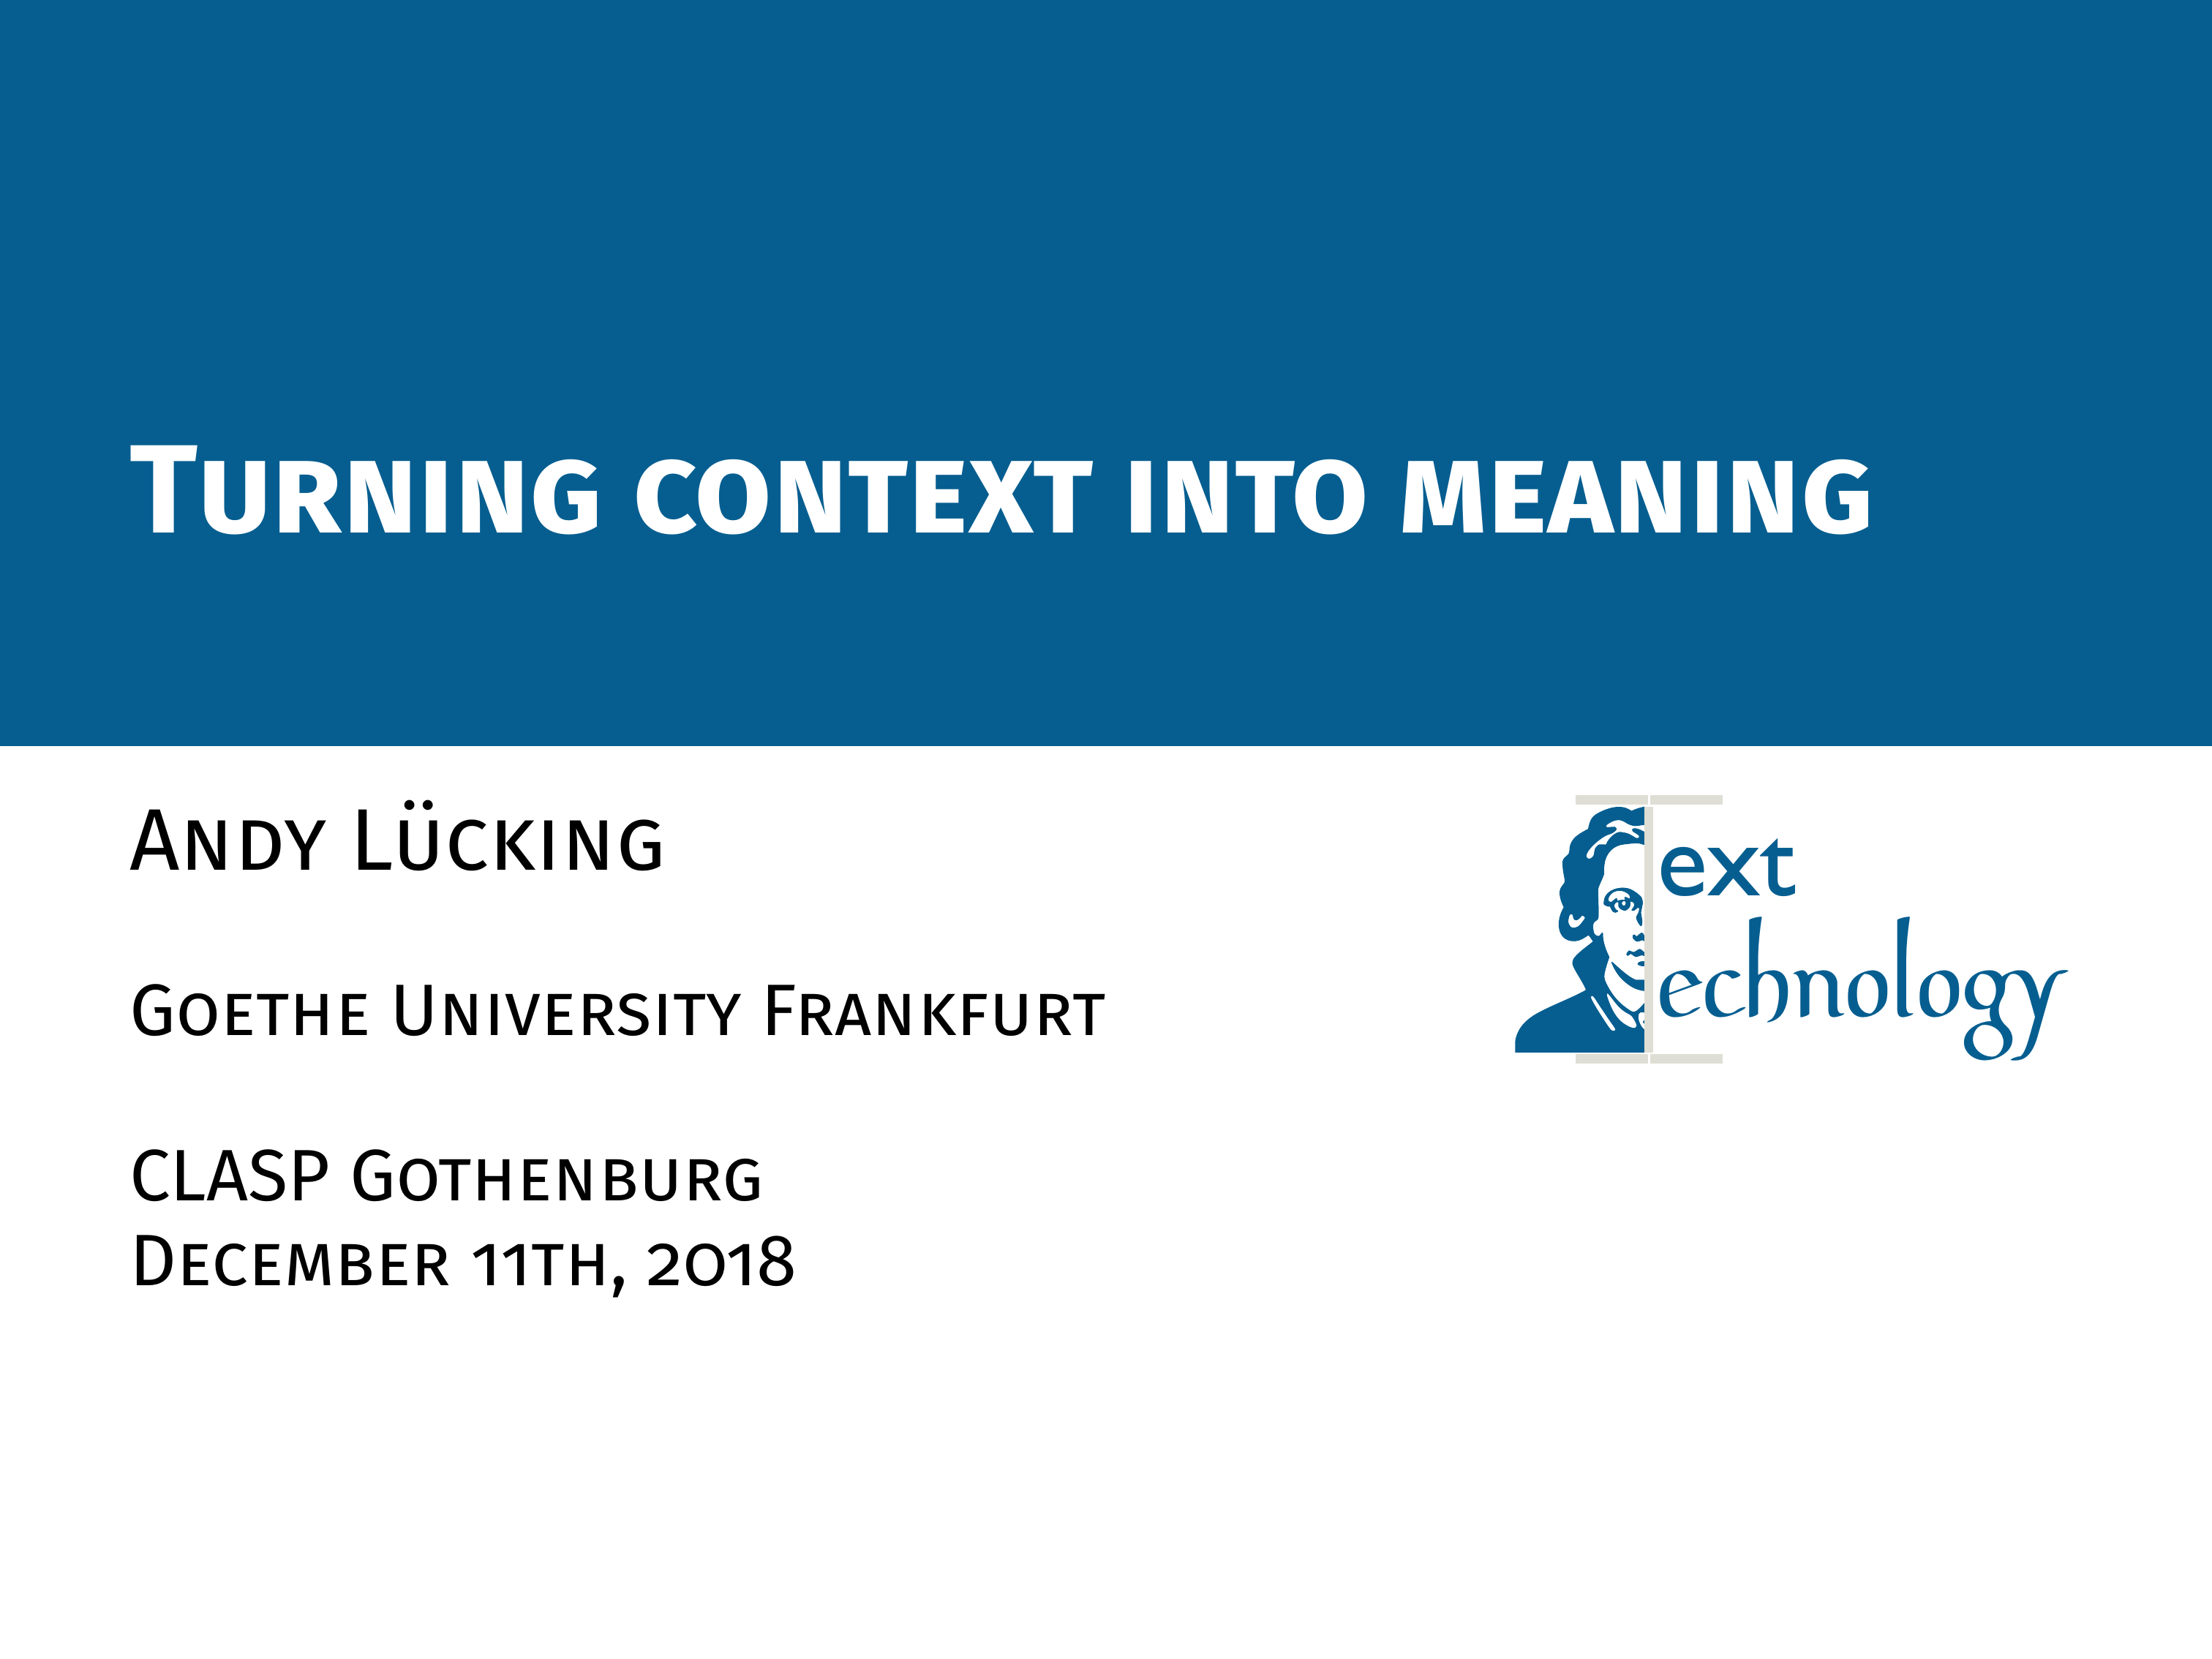 Turning context into meaning
Andy Lücking
Goethe University Frankfurt
CLASP Gothenburg
December 11th, 2018
ext
echnology